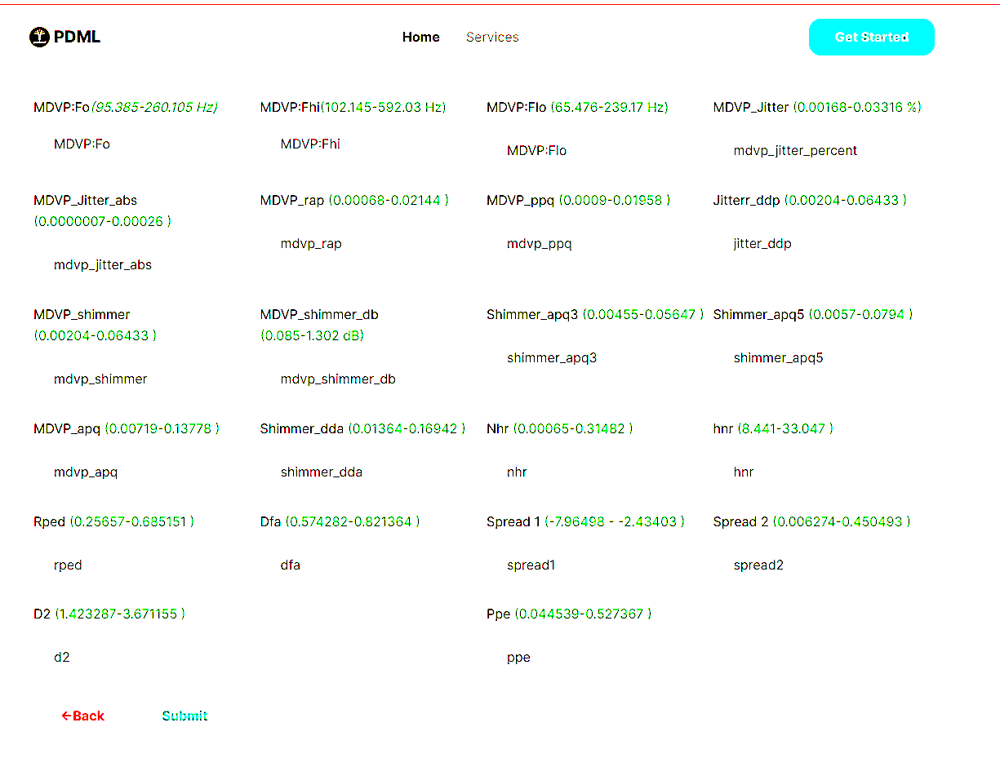 PDML
Home Services
Get Started
MDVP:Fo(95.385-260.105 Hz) MDVP:Fhi(102.145-592.03 Hz) MDVP:Flo (65.476-239.17 Hz) MDVP_Jitter (0.00168-0.03316 %)
MDVP:Fo MDVP:Fhi MDVP:Flo mdvp_jitter_percent
MDVP_Jitter_abs MDVP_rap (0.00068-0.02144 ) MDVP_ppq (0.0009-0.01958 ) Jitterr_ddp (0.00204-0.06433 )
(0.0000007-0.00026 )
mdvp_rap mdvp_ppq jitter_ddp
mdvp_jitter_abs
MDVP_shimmer MDVP_shimmer_db Shimmer_apq3 (0.00455-0.05647 ) Shimmer_apq5 (0.0057-0.0794 )
(0.00204-0.06433 ) (0.085-1.302 dB)
shimmer_apq3 shimmer_apq5
mdvp_shimmer mdvp_shimmer_db
MDVP_apq (0.00719-0.13778 ) Shimmer_dda (0.01364-0.16942 ) Nhr (0.00065-0.31482 ) hnr (8.441-33.047 )
mdvp_apq shimmer_dda nhr hnr
Rped (0.25657-0.685151 ) Dfa (0.574282-0.821364 ) Spread 1 (-7.96498 - -2.43403 ) Spread 2 (0.006274-0.450493 )
rped dfa spread1 spread2
D2 (1.423287-3.671155 ) Ppe (0.044539-0.527367 )
d2 ppe
←Back Submit